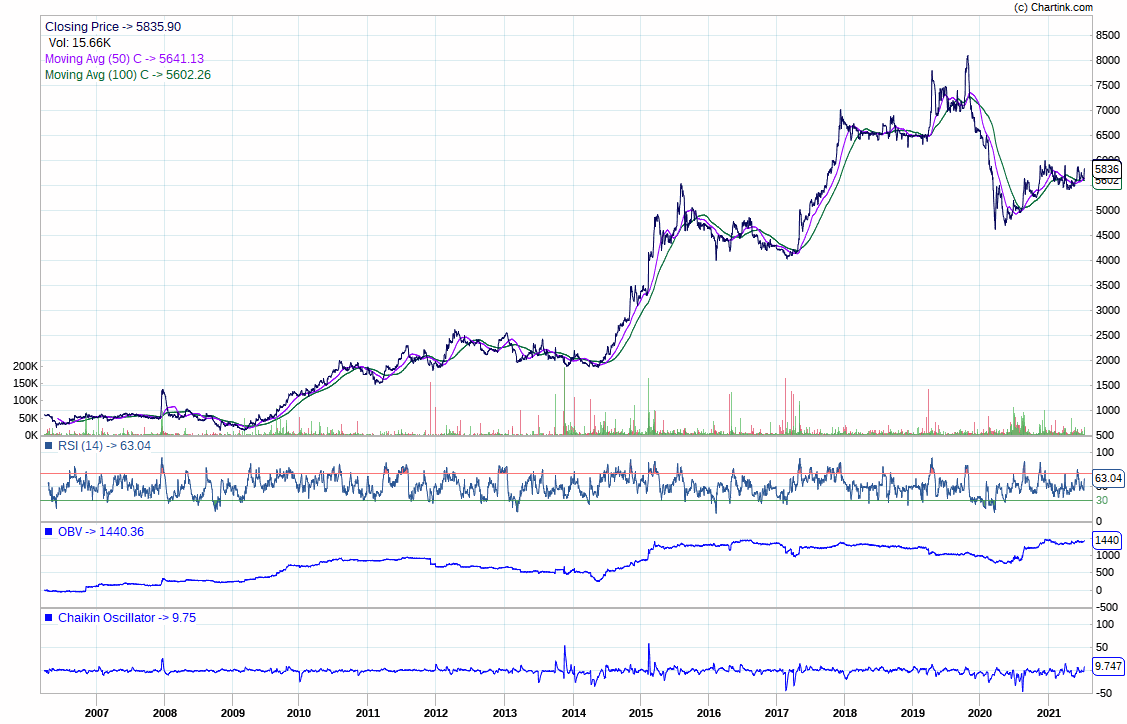 (c) Chartink.com
Closing Price -> 5835.90
Vol: 15.66K
Moving Avg (50) C -> 5641.13
Moving Avg (100) C -> 5602.26
8500
8000
7500
7000
6500
6000
5836
5602
5000
4500
4000
3500
3000
2500
2000
1500
1000
500
200K
150K
100K
50K
0K
RSI (14) -> 63.04
100
63.04
30
0
OBV -> 1440.36
1440
1000
500
0
-500
Chaikin Oscillator -> 9.75
100
50
9.747
-50
2007 2008 2009 2010 2011 2012 2013 2014 2015 2016 2017 2018 2019 2020 2021